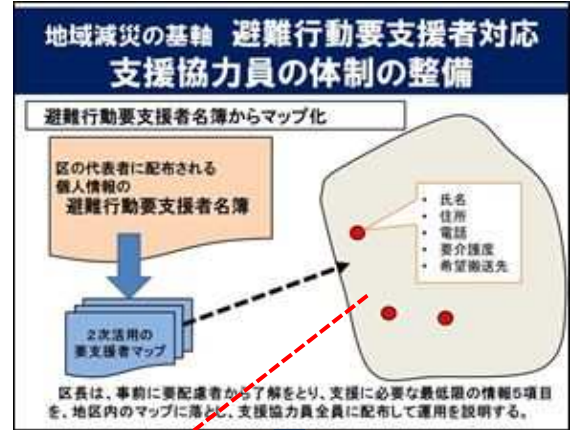 地域減災の基軸 避難行動要支援者対応
支援協力員の体制の整備
避難行動要支援者名簿からマップ化
区の代表者に配布される
個人情報の
避難行動要支援者名簿
2次活用の
要支援者マップ
・ 氏名
・ 住所
・ 電話
・ 要介護度
・ 希望搬送先
区長は、事前に要配慮者から了解をとり、支援に必要な最低限の情報5項目
を、地区内のマップに落とし、支援協力員全員に配布して運用を説明する。